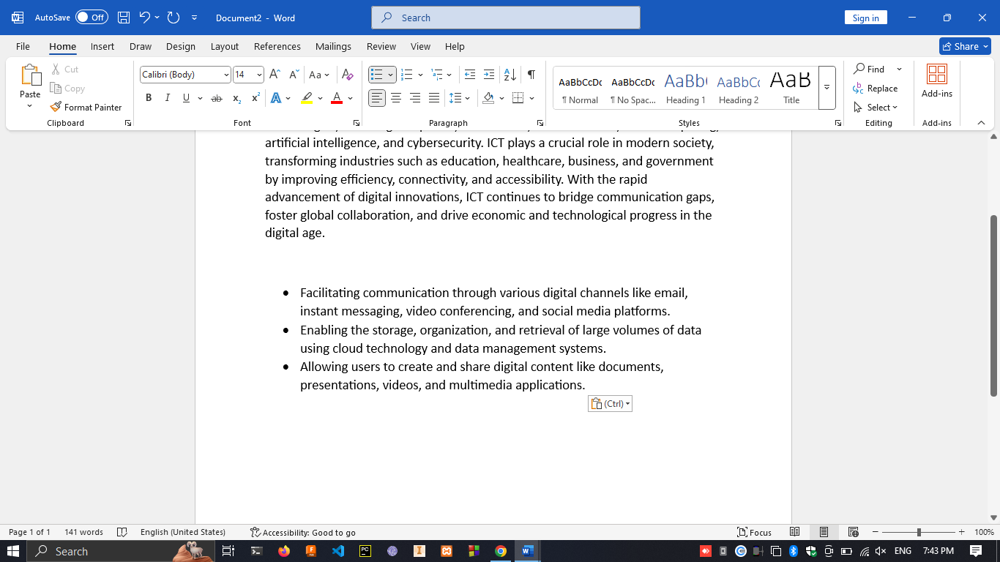 AutoSave Off Document2 - Word Search Sign in
File Home Insert Draw Design Layout References Mailings Review View Help Share
Paste Cut Copy Format Painter Clipboard
Calibri (Body) 14 Aa
B I U ab x2 x2 A A Font
Paragraph
AaBbCcDc AaBbCcDc AaBbC AaBbCc AaB
¶ Normal ¶ No Spac... Heading 1 Heading 2 Title
Styles
Find Replace Select Editing
Add-ins Add-ins
artificial intelligence, and cybersecurity. ICT plays a crucial role in modern society,
transforming industries such as education, healthcare, business, and government
by improving efficiency, connectivity, and accessibility. With the rapid
advancement of digital innovations, ICT continues to bridge communication gaps,
foster global collaboration, and drive economic and technological progress in the
digital age.
• Facilitating communication through various digital channels like email,
instant messaging, video conferencing, and social media platforms.
• Enabling the storage, organization, and retrieval of large volumes of data
using cloud technology and data management systems.
• Allowing users to create and share digital content like documents,
presentations, videos, and multimedia applications.
(Ctrl)
Page 1 of 1 141 words English (United States) Accessibility: Good to go Focus 100%
Search ENG 7:43 PM